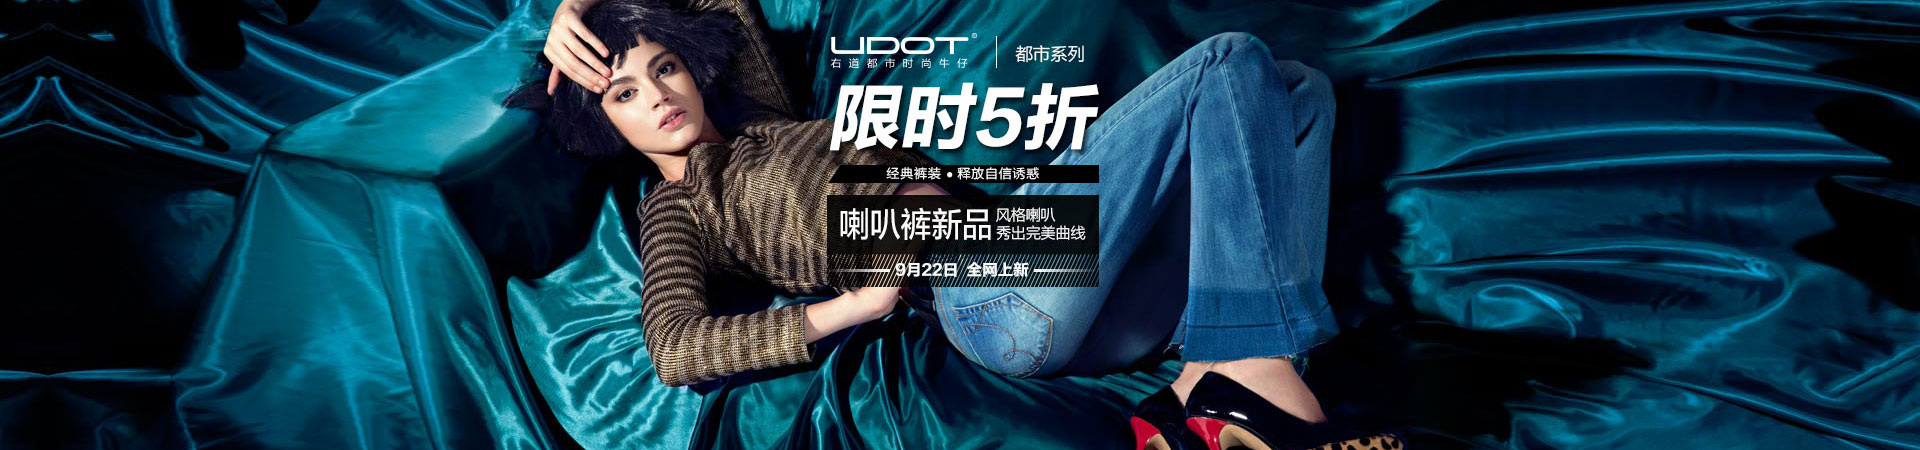 UDOT®
右道都市时尚牛仔
都市系列
限时5折
经典裤装●释放自信诱惑
喇叭裤新品
风格喇叭
秀出完美曲线
9月22日 全网上新